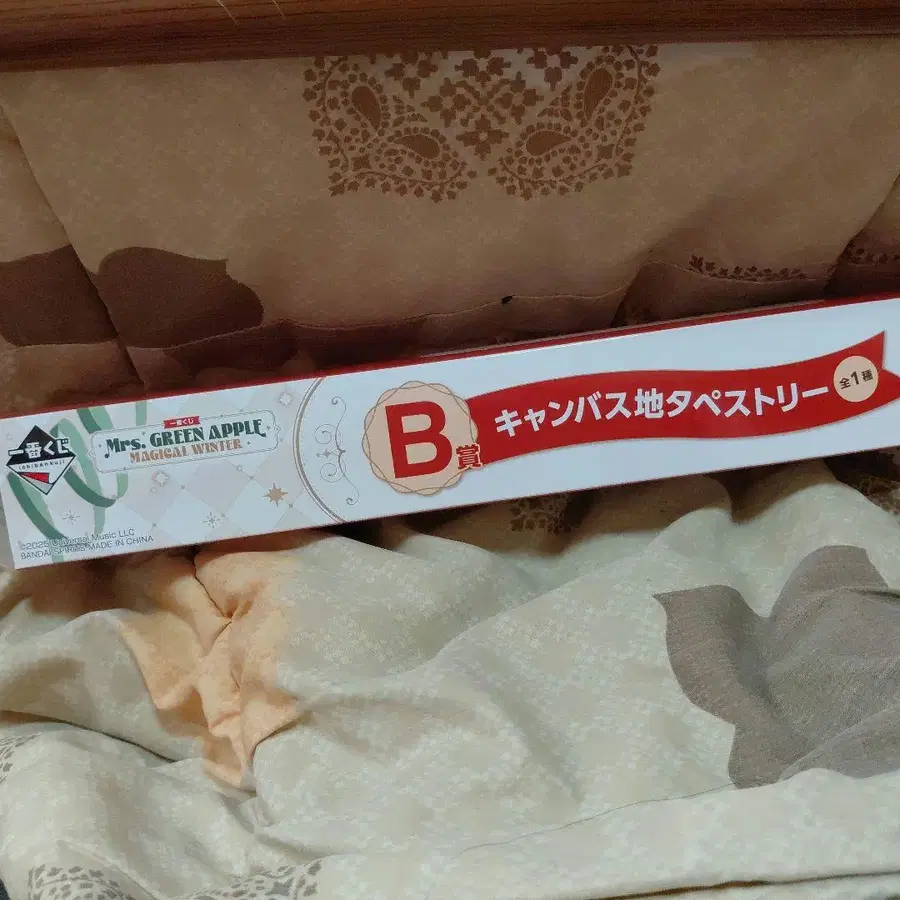 一番くじ
ichibankuji
一番くじ
Mrs. GREEN APPLE
MAGICAL WINTER
©2025 Universal Music LLC
BANDAI SPIRITS MADE IN CHINA
B賞
キャンバス地タペストリー
全1種